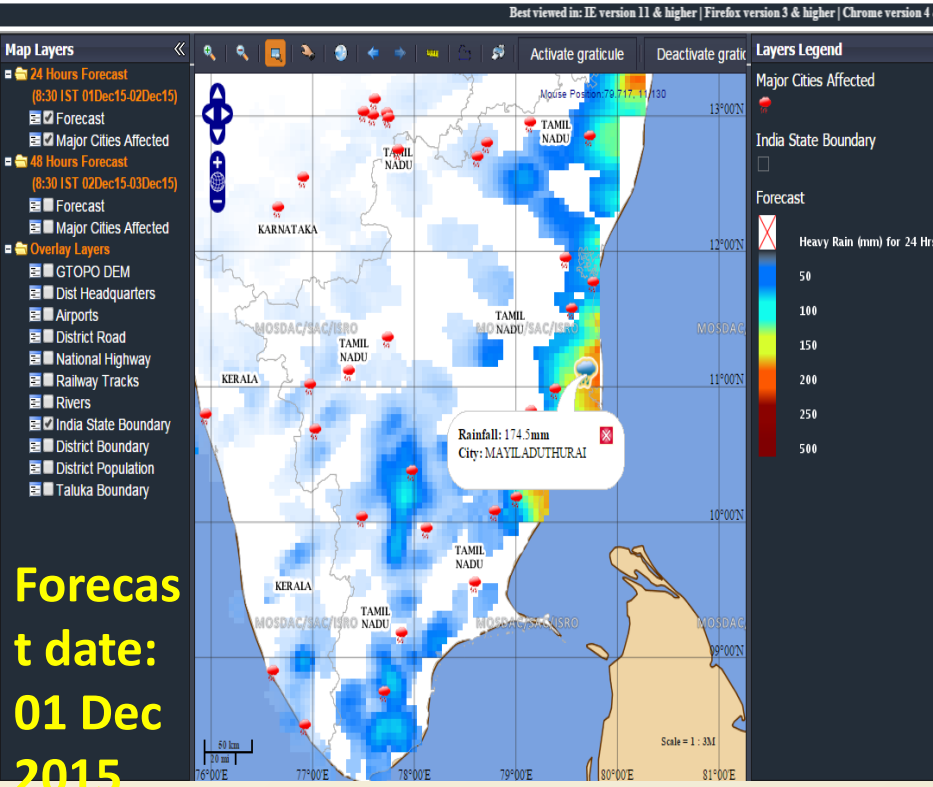 Best viewed in: IE version 11 & higher | Firefox version 3 & higher | Chrome version 4
Map Layers
24 Hours Forecast
(8:30 IST 01Dec15-02Dec15)
Forecast
Major Cities Affected
48 Hours Forecast
(8:30 IST 02Dec15-03Dec15)
Forecast
Major Cities Affected
Overlay Layers
GTOPO DEM
Dist Headquarters
Airports
District Road
National Highway
Railway Tracks
Rivers
India State Boundary
District Boundary
District Population
Taluka Boundary
Forecas
t date:
01 Dec
2015
Activate graticule
Deactivate gratic
Mouse Position:79.717, 11/130
13°00'N
TAMIL
NADU
TAMIL
NADU
KARNATAKA
12°00'N
TAMIL
NADU
MOSDAC/SAC/ISRO
MOSDAC/SAC/ISRO
MOSDAC/
TAMIL
NADU
KERALA
11°00'N
Rainfall: 174.5mm
City: MAYILADUTHURAI
10°00'N
TAMIL
NADU
KERALA
TAMIL
NADU
MOSDAC/SAC/ISRO
MOSDAC/SAC/ISRO
MOSDAC/
09°00'N
50 km
20 mi
Scale = 1 : 3M
76°00'E
77°00'E
78°00'E
79°00'E
80°00'E
81°00'E
Layers Legend
Major Cities Affected
India State Boundary
Forecast
Heavy Rain (mm) for 24 Hrs
50
100
150
200
250
500